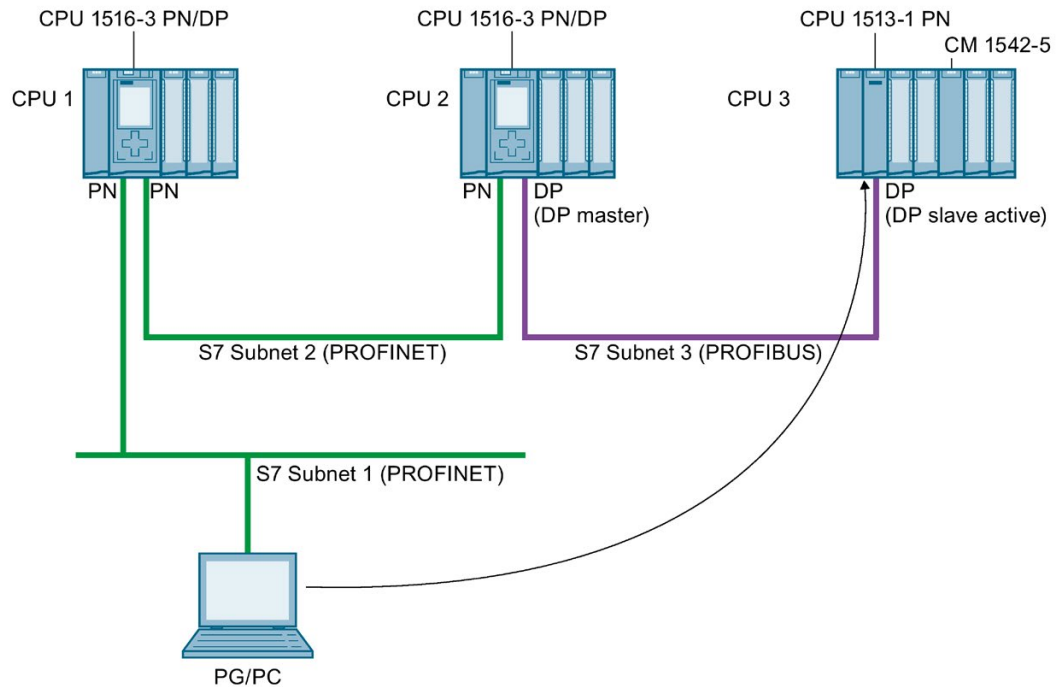 CPU 1516-3 PN/DP
CPU 1516-3 PN/DP
CPU 1513-1 PN
CM 1542-5
CPU 1
CPU 2
CPU 3
PN
PN
PN
DP
(DP master)
DP
(DP slave active)
S7 Subnet 2 (PROFINET)
S7 Subnet 3 (PROFIBUS)
S7 Subnet 1 (PROFINET)
PG/PC